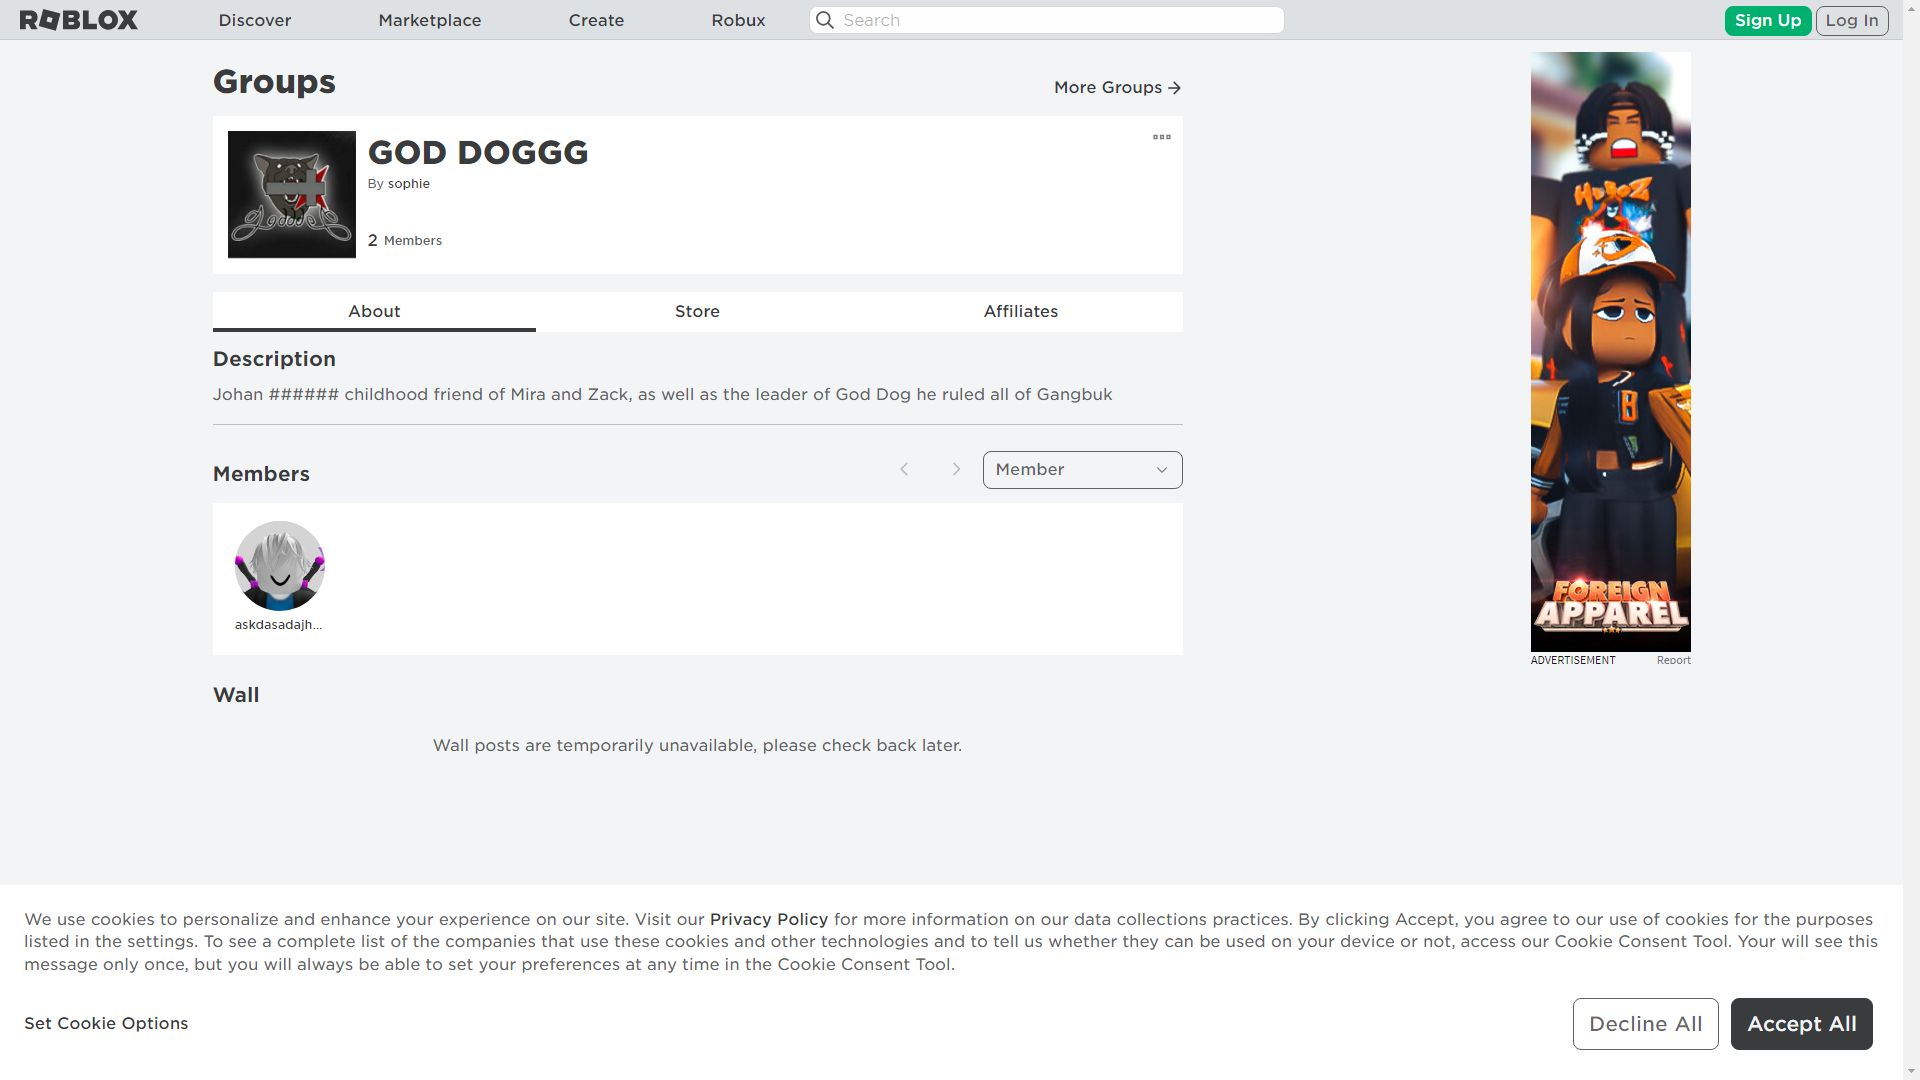 ROBLOX
Discover
Marketplace
Create
Robux
Search
Sign Up
Log In
Groups
More Groups
GOD DOGGG
By sophie
2 Members
About
Store
Affiliates
Description
Johan ###### childhood friend of Mira and Zack, as well as the leader of God Dog he ruled all of Gangbuk
Members
Member
askdasadajh...
Wall
Wall posts are temporarily unavailable, please check back later.
FOREIGN
APPAREL
ADVERTISEMENT
Report
We use cookies to personalize and enhance your experience on our site. Visit our Privacy Policy for more information on our data collections practices. By clicking Accept, you agree to our use of cookies for the purposes
listed in the settings. To see a complete list of the companies that use these cookies and other technologies and to tell us whether they can be used on your device or not, access our Cookie Consent Tool. Your will see this
message only once, but you will always be able to set your preferences at any time in the Cookie Consent Tool.
Set Cookie Options
Decline All
Accept All